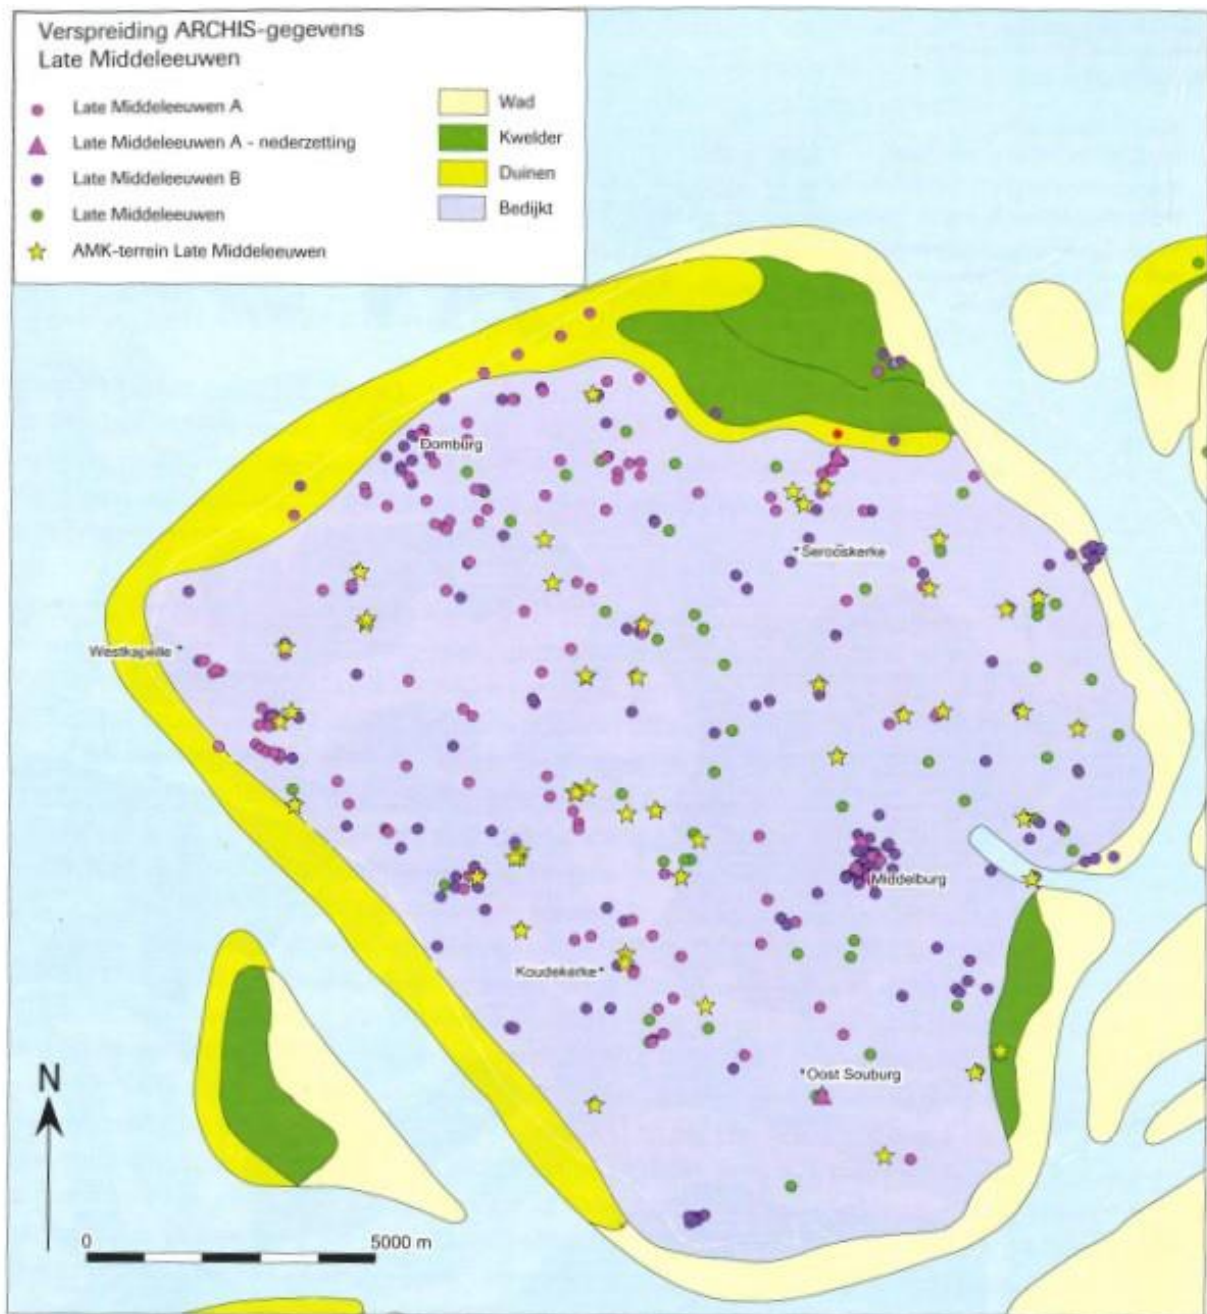 Verspreiding ARCHIS-gegevens
Late Middeleeuwen
Late Middeleeuwen A
Late Middeleeuwen A - nederzetting
Late Middeleeuwen B
Late Middeleeuwen
AMK-terrein Late Middeleeuwen
Wad
Kwelder
Duinen
Bedijkt
Domburg
Serooskerke
Westkapelle
Middelburg
Koudekerke
Oost Souburg
N
0 5000 m